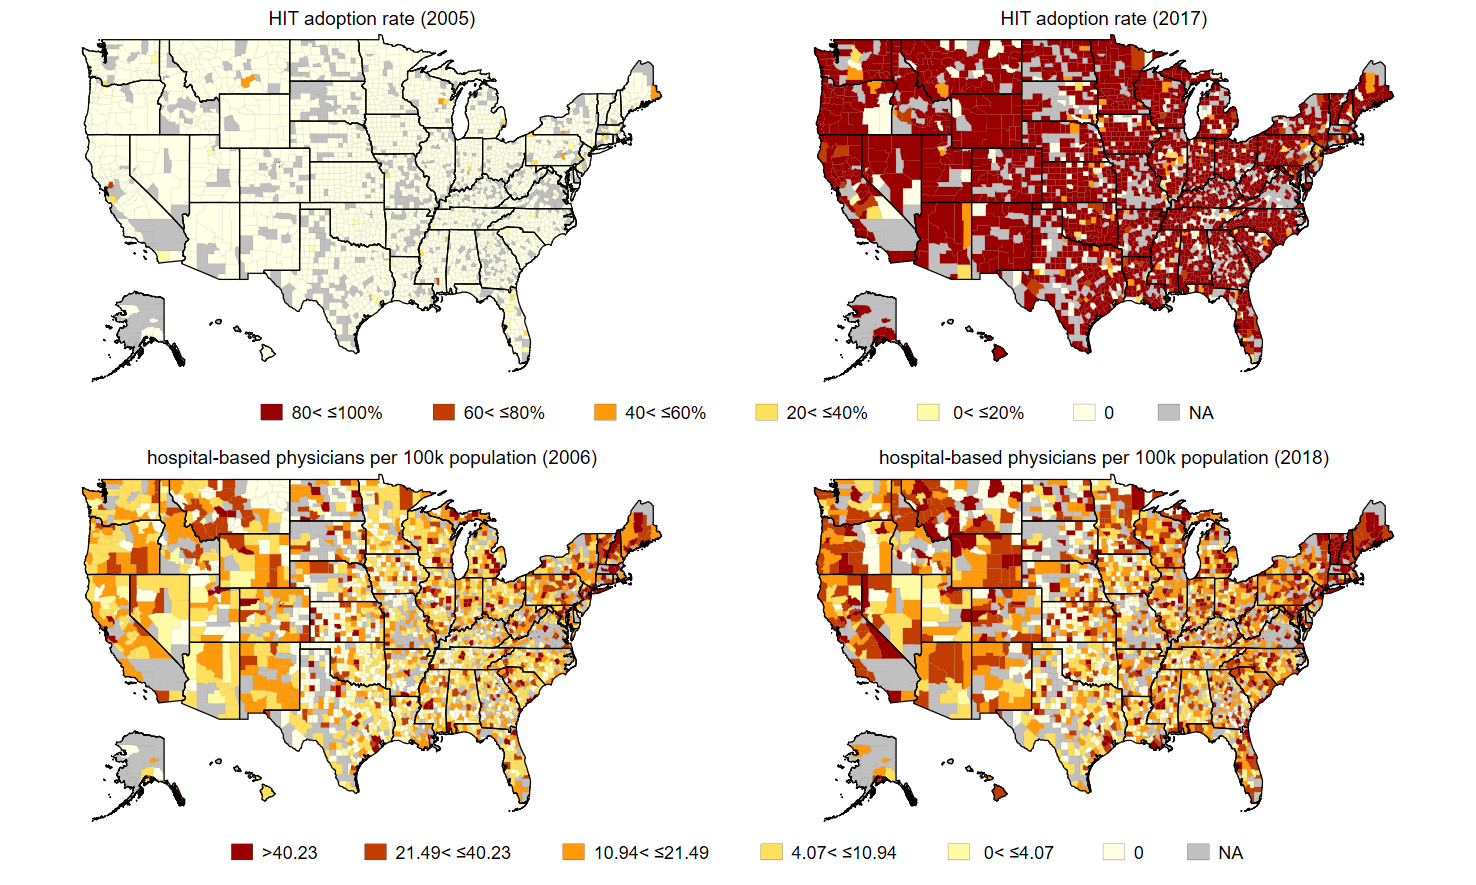 HIT adoption rate (2005)
HIT adoption rate (2017)
80< ≤100% 60< ≤80% 40< ≤60% 20< ≤40% 0< ≤20% 0 NA
hospital-based physicians per 100k population (2006)
hospital-based physicians per 100k population (2018)
>40.23 21.49< ≤40.23 10.94< ≤21.49 4.07< ≤10.94 0< ≤4.07 0 NA